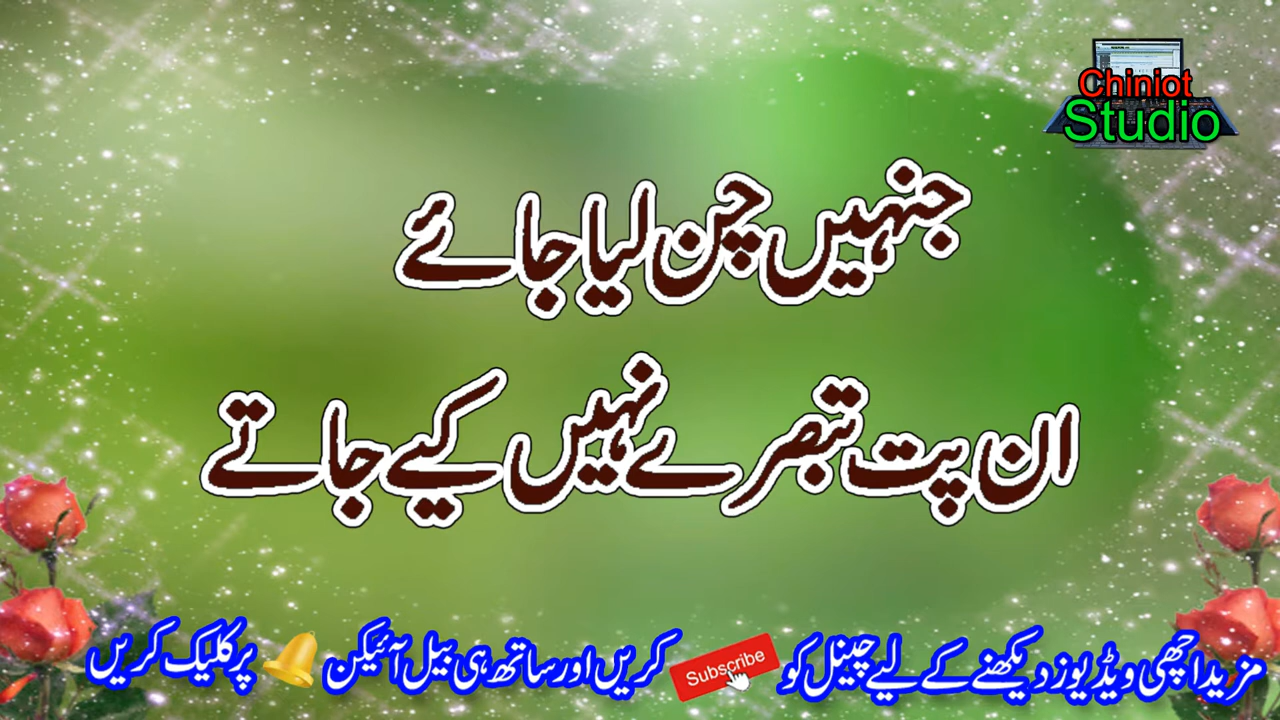 Chiniot
Studio
جنہیں چن لیا جائے
ان پت تبصرے نہیں کیے جاتے
مزید اچھی ویڈیوز دیکھنے کے لیے چینل کو Subscribe کریں اور ساتھ ہی بیل آئیکن پر کلیک کریں